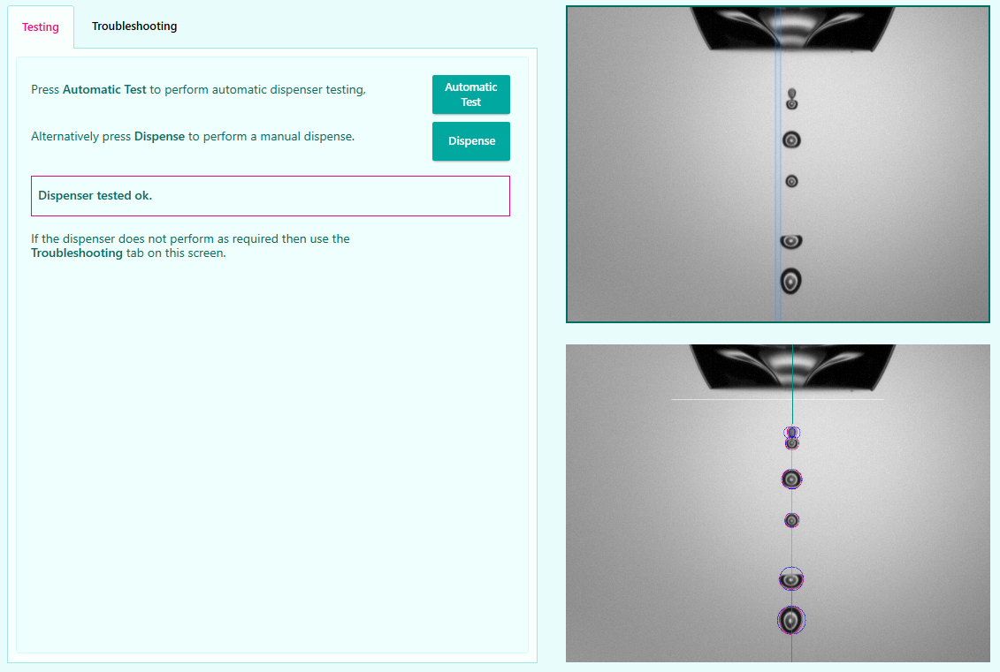 Testing
Troubleshooting
Press Automatic Test to perform automatic dispenser testing,
Automatic
Test
Alternatively press Dispense to perform a manual dispense.
Dispense
Dispenser tested ok.
If the dispenser does not perform as required then use the
Troubleshooting tab on this screen.